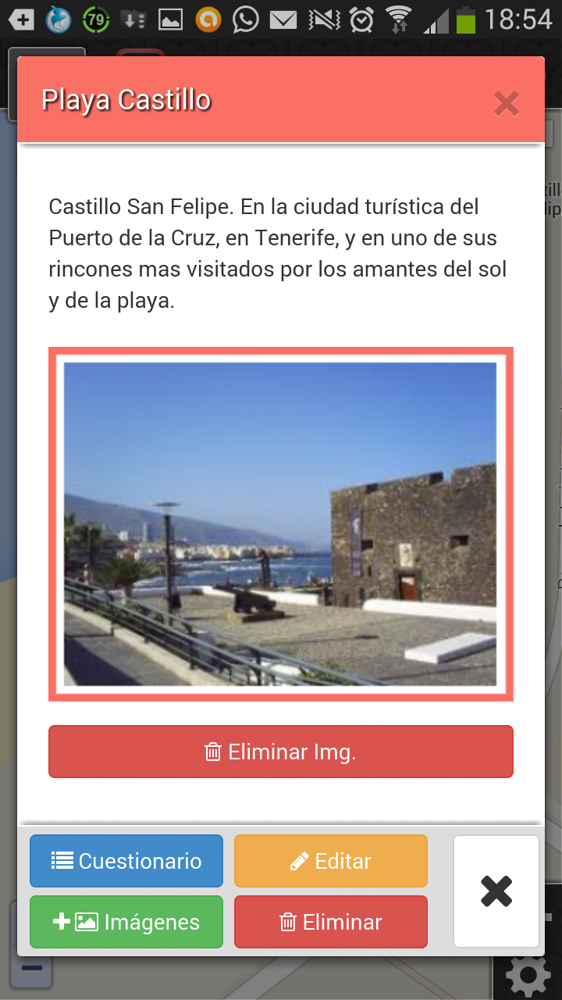 79
18:54
Playa Castillo
Castillo San Felipe. En la ciudad turística del
Puerto de la Cruz, en Tenerife, y en uno de sus
rincones mas visitados por los amantes del sol
y de la playa.
Eliminar Img.
Cuestionario
Editar
Imágenes
Eliminar